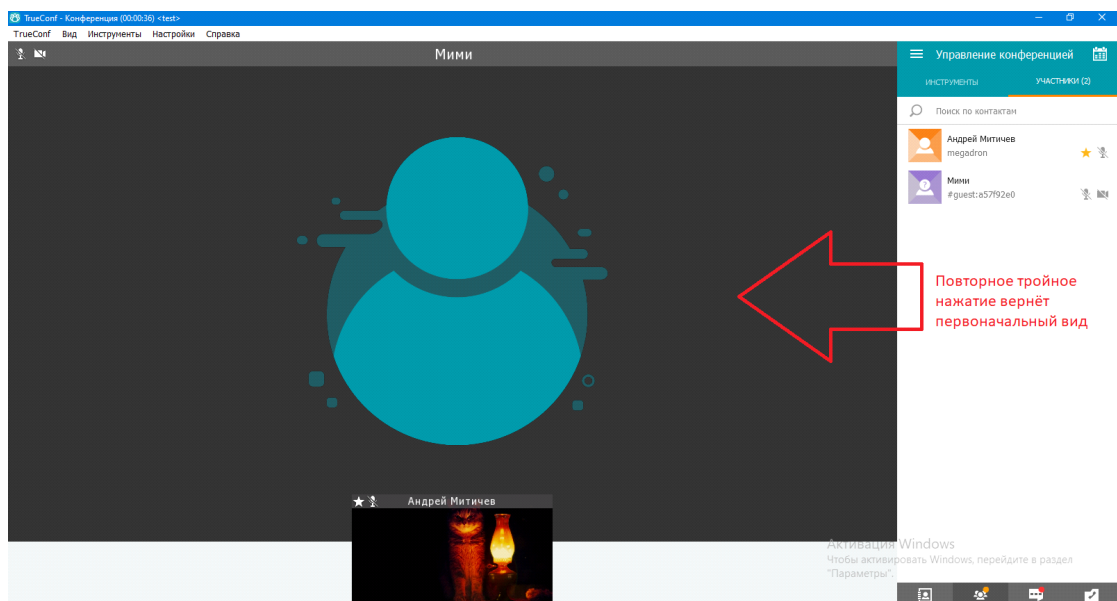 TrueConf - Конференция (00:00:36) <test>
TrueConf Вид Инструменты Настройки Справка
Мими
Управление конференцией
ИНСТРУМЕНТЫ УЧАСТНИКИ (2)
Поиск по контактам
Андрей Митичев
megadron
Мими
#guest:a57f92e0
?
Повторное тройное
нажатие вернёт
первоначальный вид
Андрей Митичев
Активация Windows
Чтобы активировать Windows, перейдите в раздел
"Параметры".